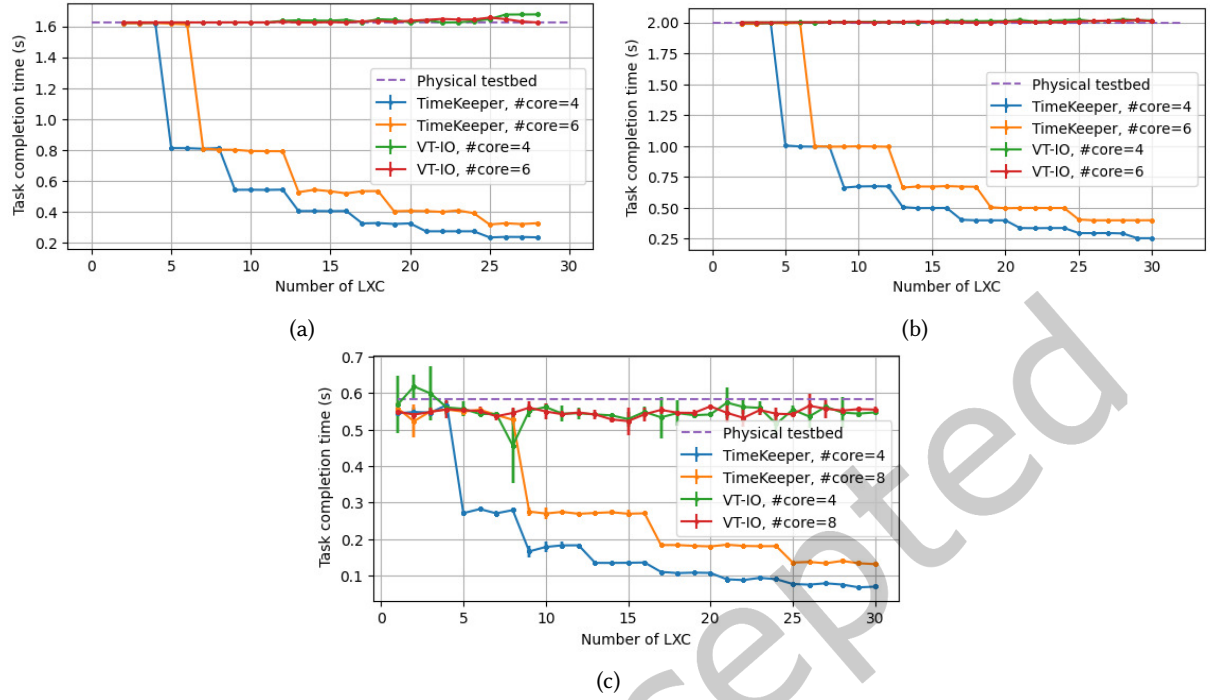 1.6
1.4
1.2
1.0
0.8
0.6
0.4
0.2
Task completion time (s)
0 5 10 15 20 25 30
Number of LXC
Physical testbed
TimeKeeper, #core=4
TimeKeeper, #core=6
VT-IO, #core=4
VT-IO, #core=6
(a)
2.00
1.75
1.50
1.25
1.00
0.75
0.50
0.25
Task completion time (s)
0 5 10 15 20 25 30
Number of LXC
Physical testbed
TimeKeeper, #core=4
TimeKeeper, #core=6
VT-IO, #core=4
VT-IO, #core=6
(b)
0.7
0.6
0.5
0.4
0.3
0.2
0.1
Task completion time (s)
0 5 10 15 20 25 30
Number of LXC
Physical testbed
TimeKeeper, #core=4
TimeKeeper, #core=8
VT-IO, #core=4
VT-IO, #core=8
(c)
cepted